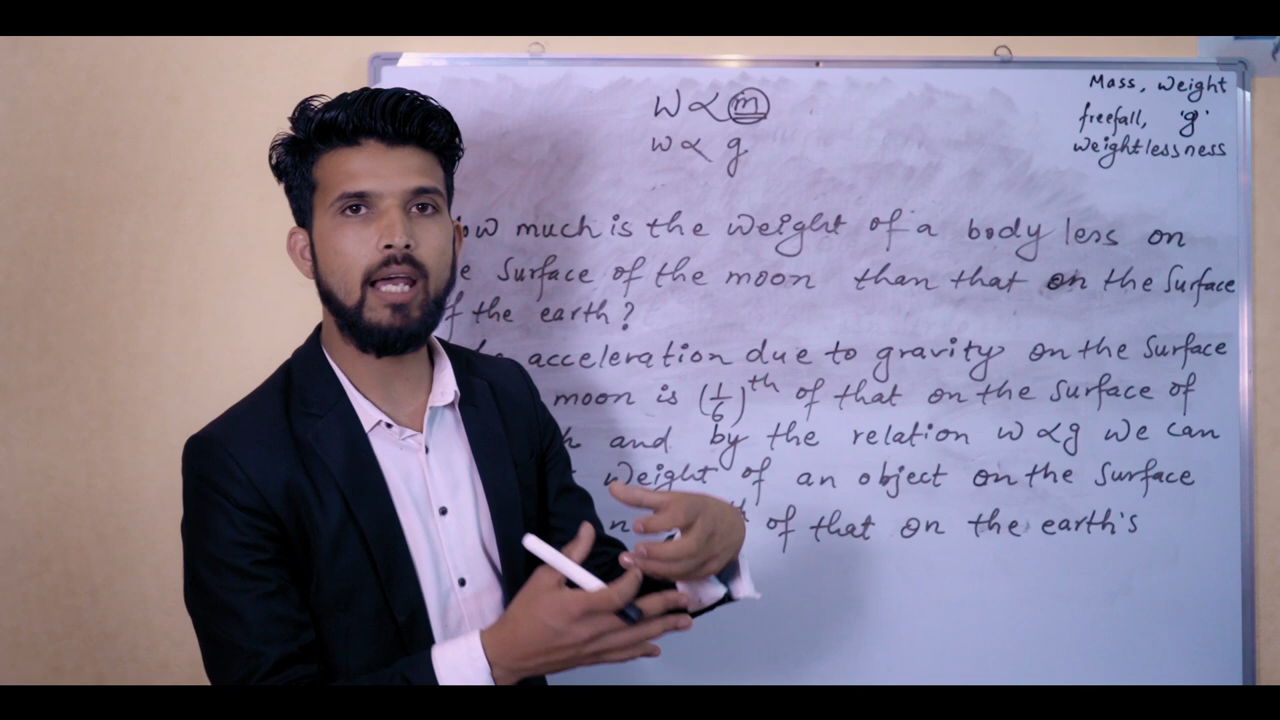 W ∝ m
w ∝ g
Mass, weight
freefall, 'g'
weightlessness
much is the weight of a body less on
surface of the moon than that on the surface
the earth?
acceleration due to gravity on the surface
moon is (1/6)th of that on the surface of
and by the relation w ∝ g we can
weight of an object on the surface
of that on the earth's